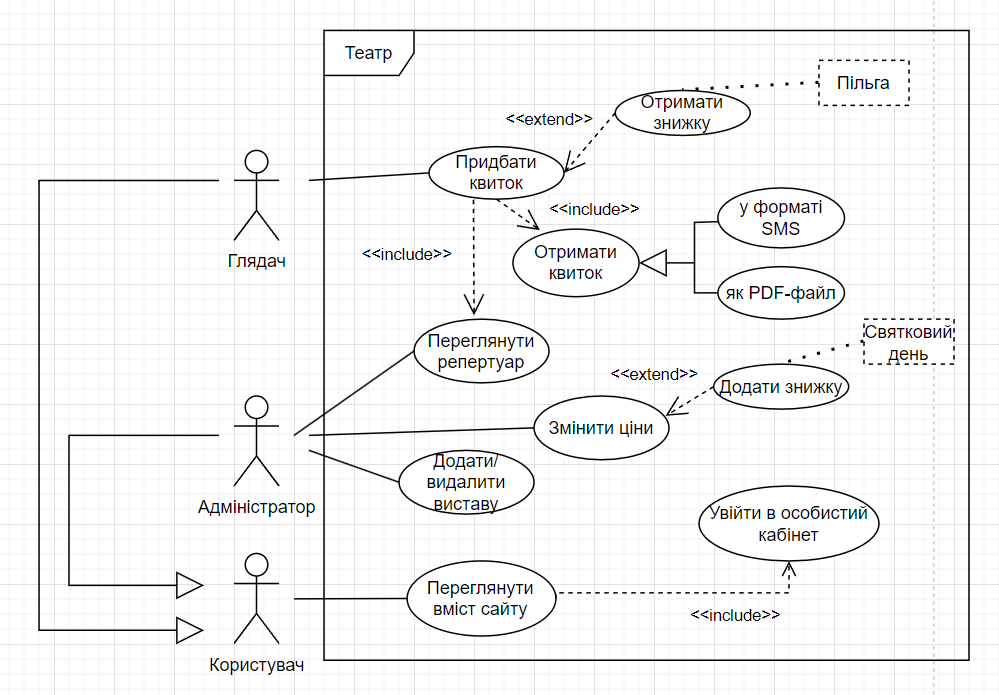 Театр
Пільга
Отримати
знижку
<<extend>>
Придбати
квиток
<<include>>
у форматі
SMS
<<include>>
Отримати
квиток
Глядач
як PDF-файл
Переглянути
репертуар
Святковий
день
<<extend>>
Додати знижку
Змінити ціни
Додати/
видалити
виставу
Адміністратор
Увійти в особистий
кабінет
Переглянути
вміст сайту
<<include>>
Користувач